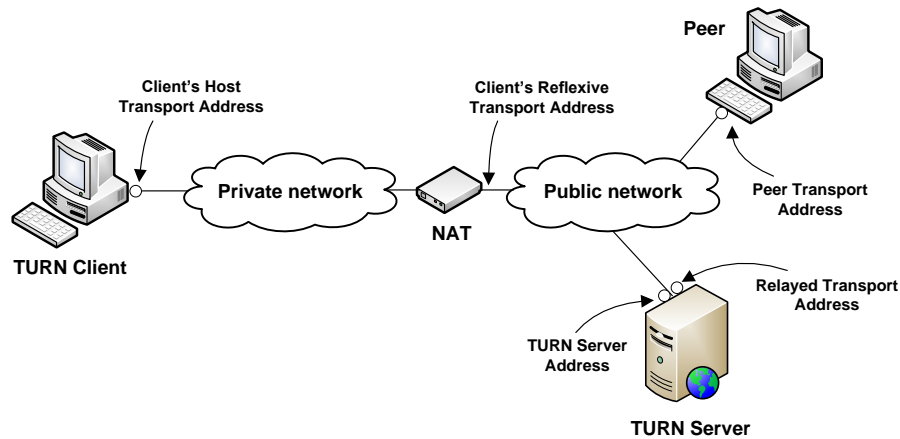 Peer
Client's Host
Transport Address
Client's Reflexive
Transport Address
Private network
Public network
Peer Transport
Address
NAT
TURN Client
Relayed Transport
Address
TURN Server
Address
TURN Server